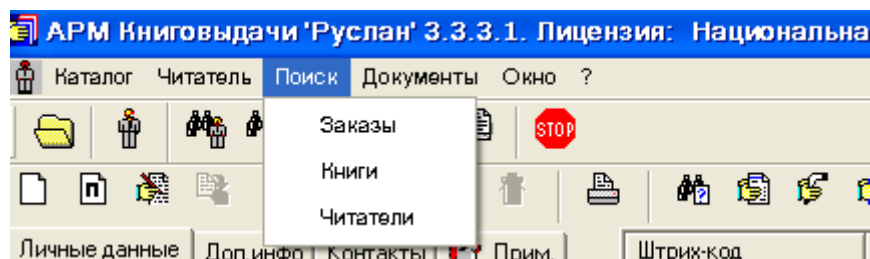 АРМ Книговыдачи 'Руслан' 3.3.3.1. Лицензия: Национальна
Каталог Читатель Поиск Документы Окно ?
Заказы
STOP
Книги
Читатели
Личные данные Доп.инфо Контакты Прим. Штрих-код